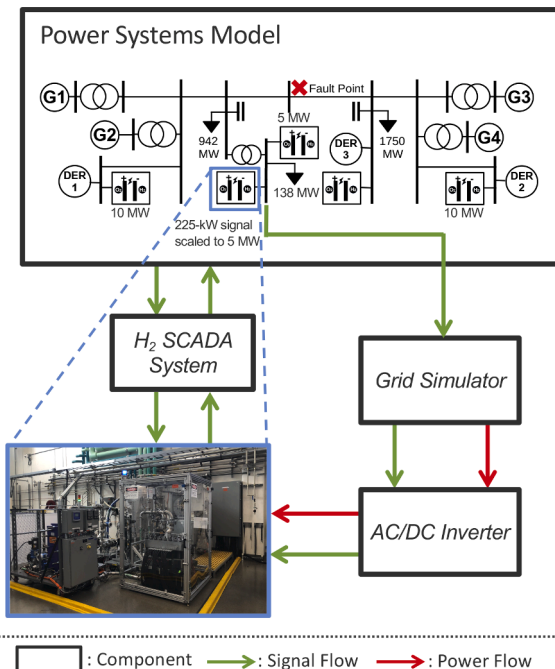 Power Systems Model
Fault Point
G1
G3
5 MW
G2
942
MW
DER
3
1750
MW
G4
DER
1
138 MW
DER
2
10 MW
10 MW
225-kW signal
scaled to 5 MW
H₂ SCADA
System
Grid Simulator
AC/DC Inverter
: Component
: Signal Flow
: Power Flow